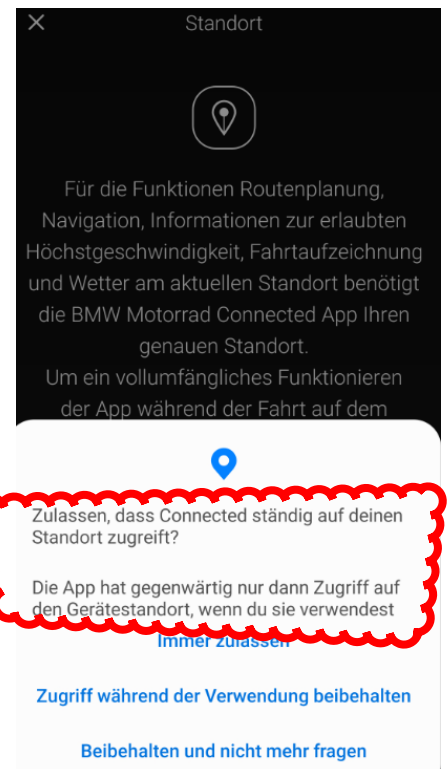 Standort
Für die Funktionen Routenplanung,
Navigation, Informationen zur erlaubten
Höchstgeschwindigkeit, Fahrtaufzeichnung
und Wetter am aktuellen Standort benötigt
die BMW Motorrad Connected App Ihren
genauen Standort.
Um ein vollumfängliches Funktionieren
der App während der Fahrt auf dem
Zulassen, dass Connected ständig auf deinen
Standort zugreift?
Die App hat gegenwärtig nur dann Zugriff auf
den Gerätestandort, wenn du sie verwendest
Immer zulassen
Zugriff während der Verwendung beibehalten
Beibehalten und nicht mehr fragen